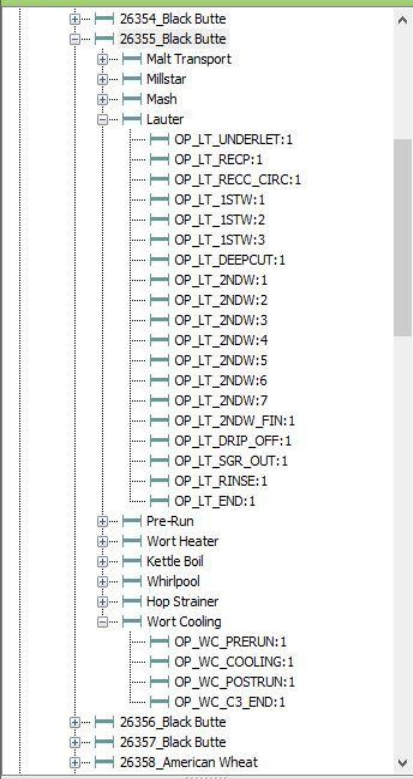 26354_Black Butte
26355_Black Butte
Malt Transport
Millstar
Mash
Lauter
OP_LT_UNDERLET:1
OP_LT_RECP:1
OP_LT_RECC_CIRC:1
OP_LT_1STW:1
OP_LT_1STW:2
OP_LT_1STW:3
OP_LT_DEEPCUT:1
OP_LT_2NDW:1
OP_LT_2NDW:2
OP_LT_2NDW:3
OP_LT_2NDW:4
OP_LT_2NDW:5
OP_LT_2NDW:6
OP_LT_2NDW:7
OP_LT_2NDW_FIN:1
OP_LT_DRIP_OFF:1
OP_LT_SGR_OUT:1
OP_LT_RINSE:1
OP_LT_END:1
Pre-Run
Wort Heater
Kettle Boil
Whirlpool
Hop Strainer
Wort Cooling
OP_WC_PRERUN:1
OP_WC_COOLING:1
OP_WC_POSTRUN:1
OP_WC_C3_END:1
26356_Black Butte
26357_Black Butte
26358_American Wheat